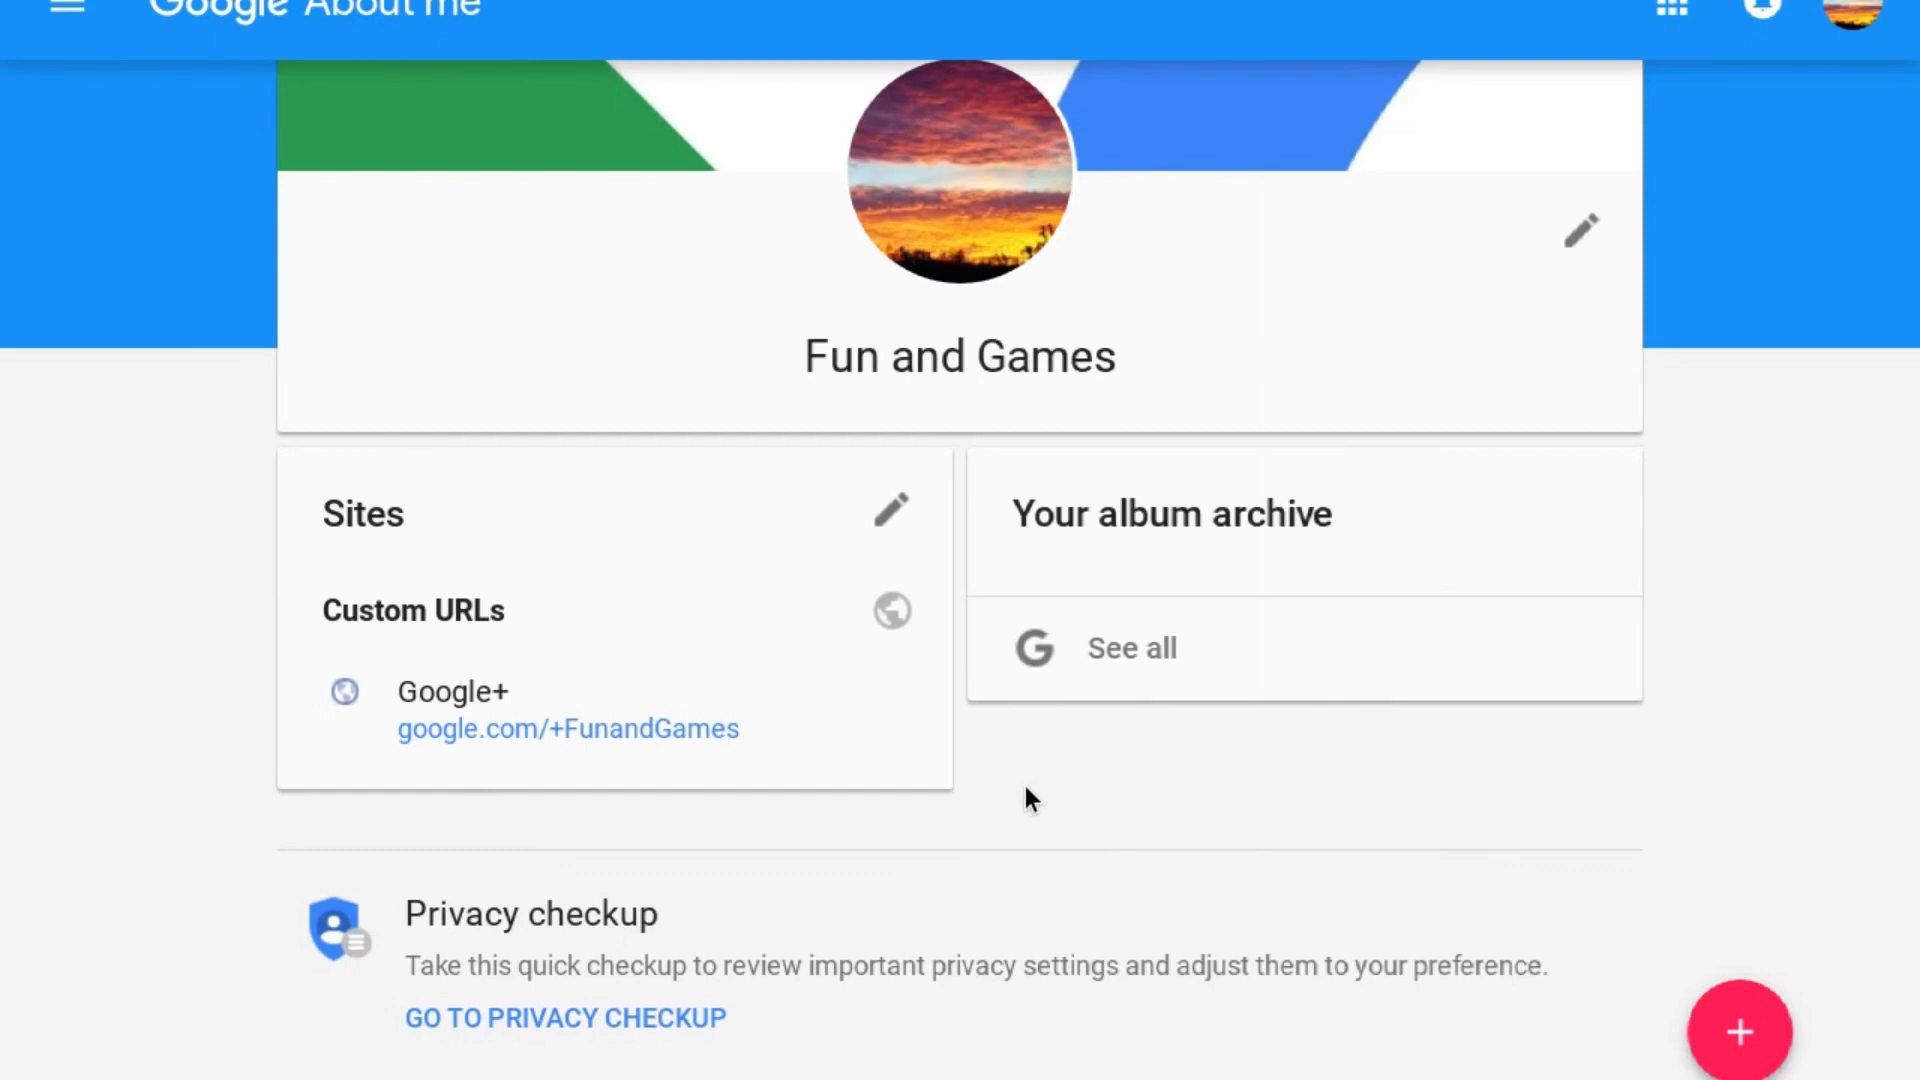 Google About me
Fun and Games
Sites
Custom URLs
Google+
google.com/+FunandGames
Your album archive
G See all
Privacy checkup
Take this quick checkup to review important privacy settings and adjust them to your preference.
GO TO PRIVACY CHECKUP